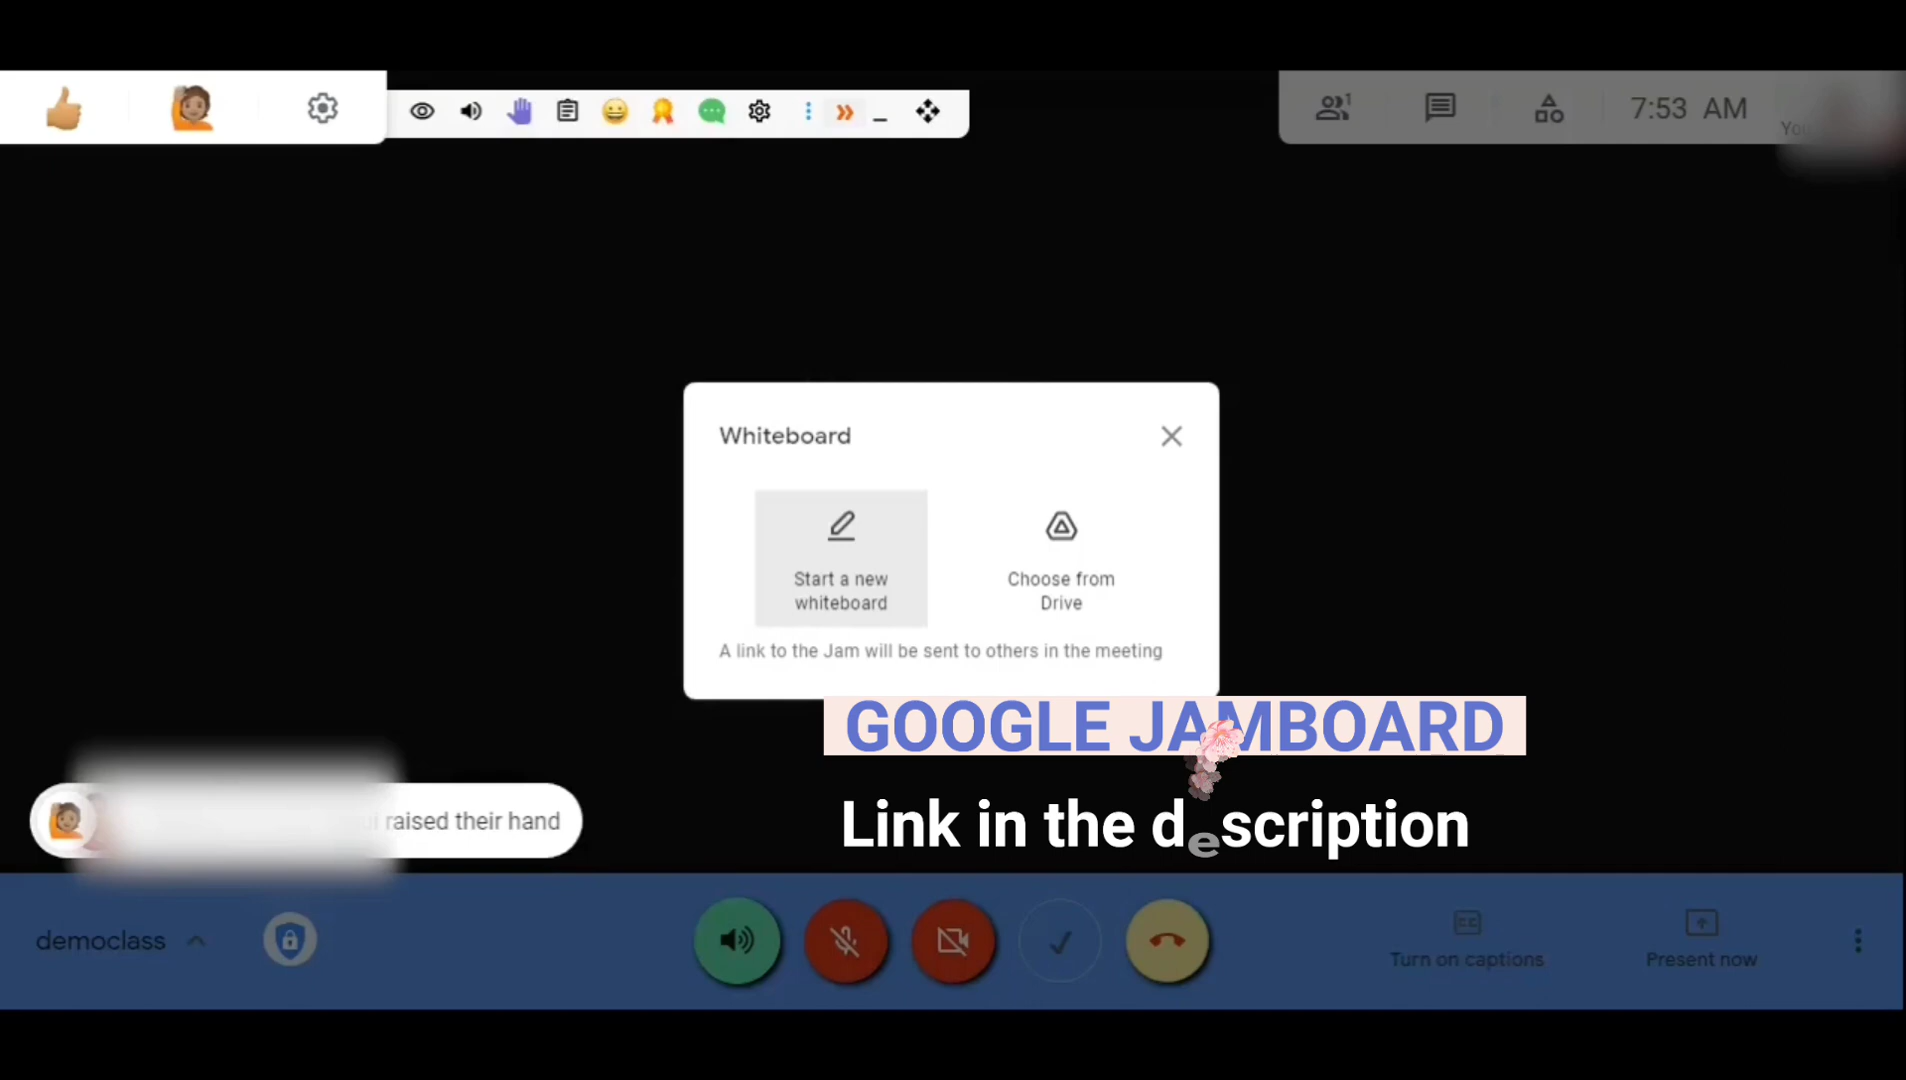 7:53 AM
Whiteboard
Start a new
whiteboard
Choose from
Drive
A link to the Jam will be sent to others in the meeting
GOOGLE JAMBOARD
Link in the description
raised their hand
democlass
Turn on captions
Present now